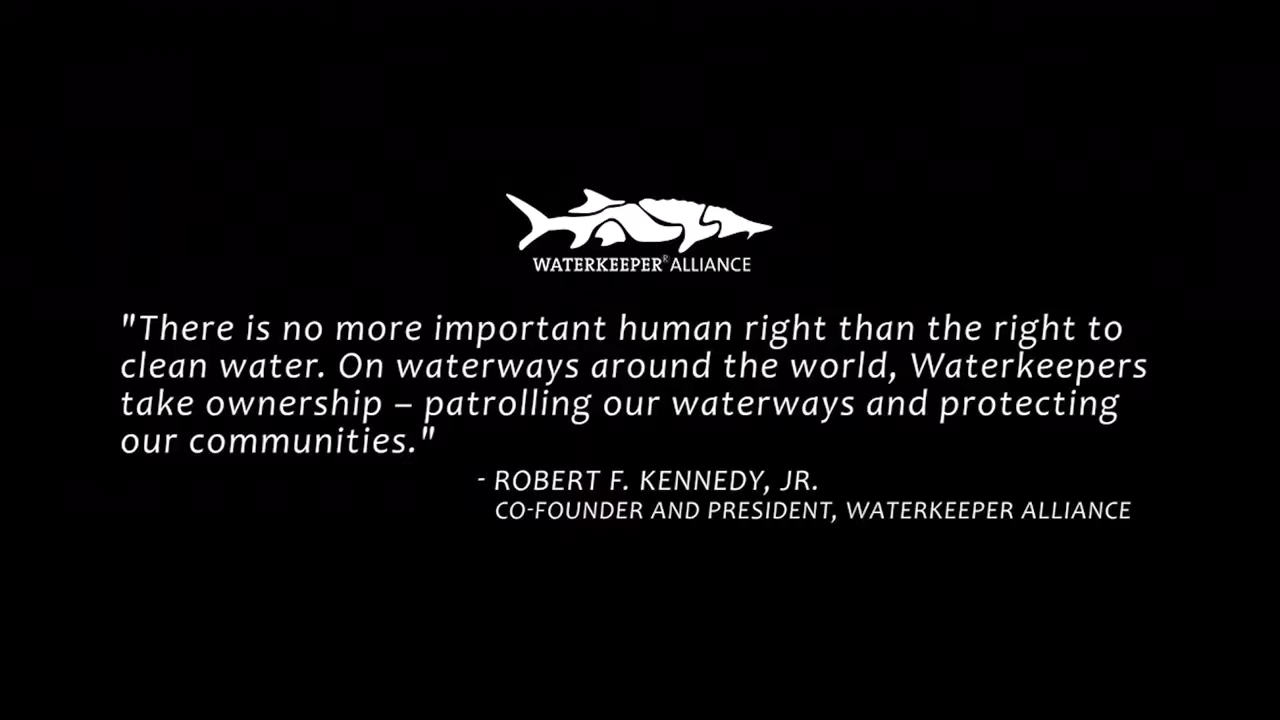 WATERKEEPER® ALLIANCE
"There is no more important human right than the right to
clean water. On waterways around the world, Waterkeepers
take ownership – patrolling our waterways and protecting
our communities."
- ROBERT F. KENNEDY, JR.
CO-FOUNDER AND PRESIDENT, WATERKEEPER ALLIANCE